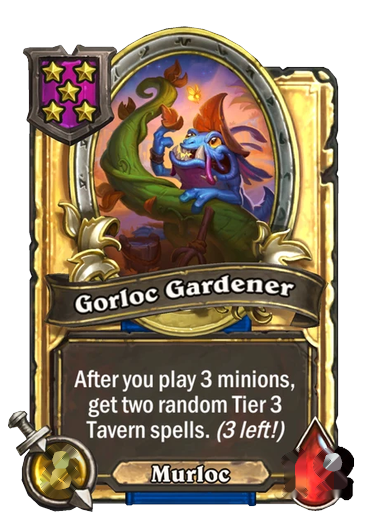 Gorloc Gardener
After you play 3 minions,
get two random Tier 3
Tavern spells. (3 left!)
Murloc